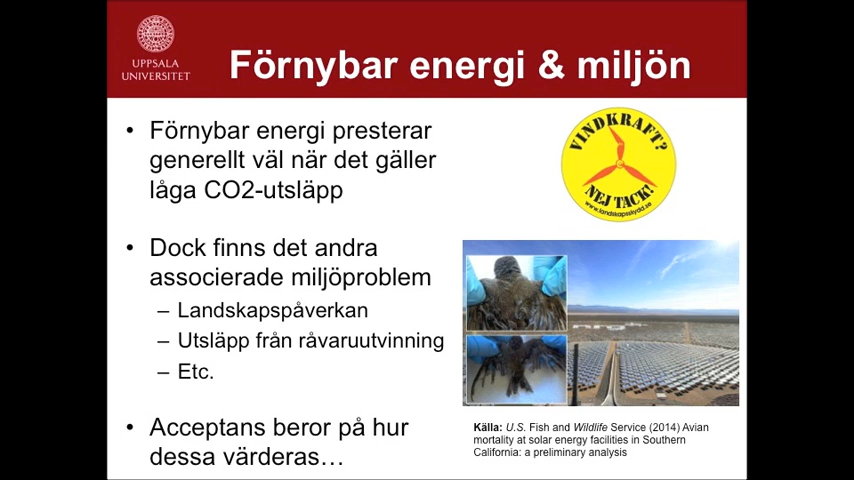 UPPSALA
UNIVERSITET
Förnybar energi & miljön
• Förnybar energi presterar
generellt väl när det gäller
låga CO2-utsläpp
• Dock finns det andra
associerade miljöproblem
– Landskapspåverkan
– Utsläpp från råvaruutvinning
– Etc.
• Acceptans beror på hur
dessa värderas…
VINDKRAFT?
NEJ TACK!
www.landskapsskydd.se
Källa: U.S. Fish and Wildlife Service (2014) Avian
mortality at solar energy facilities in Southern
California: a preliminary analysis